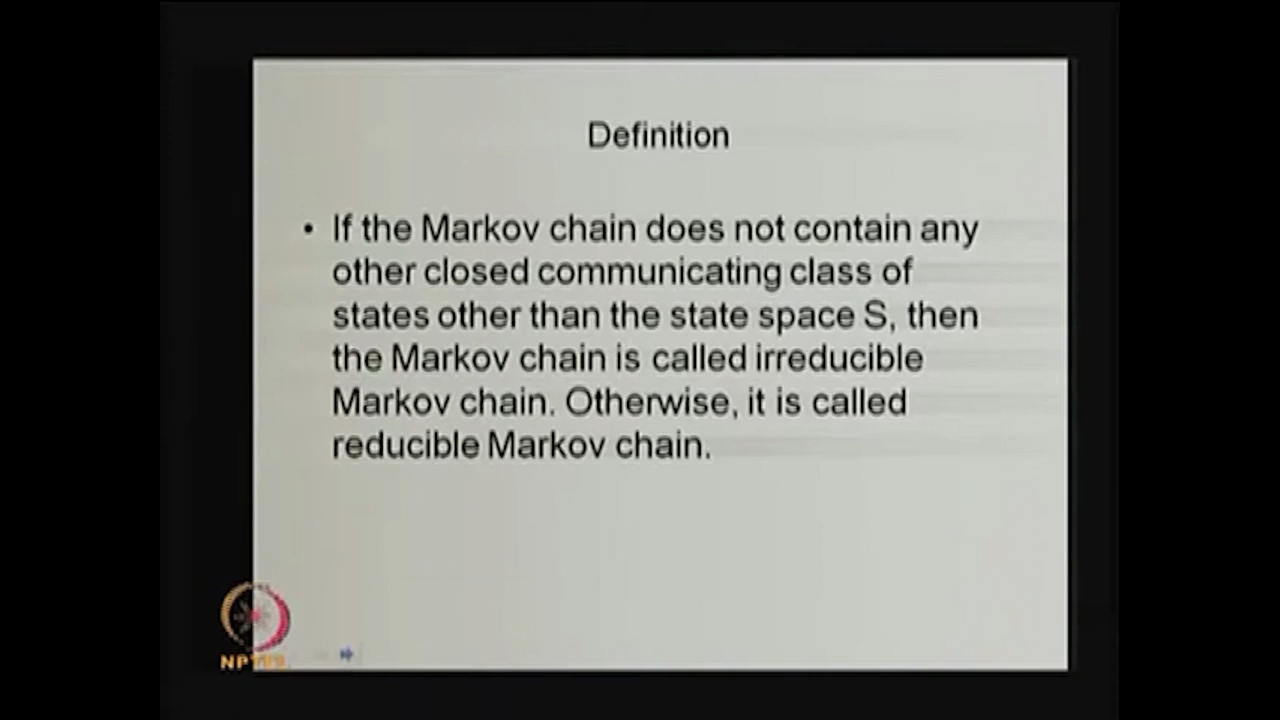 Definition
• If the Markov chain does not contain any
other closed communicating class of
states other than the state space S, then
the Markov chain is called irreducible
Markov chain. Otherwise, it is called
reducible Markov chain.